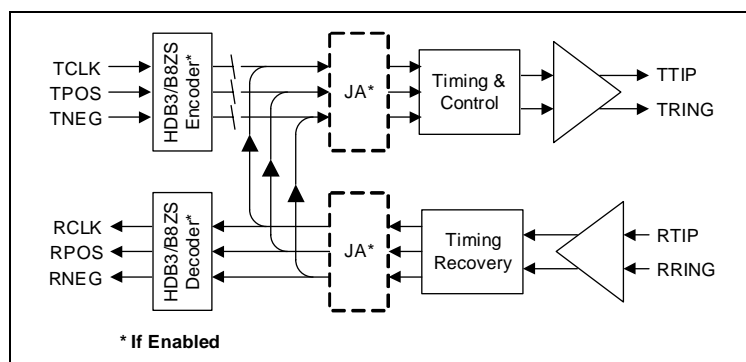 TCLK
TPOS
TNEG
HDB3/B8ZS
Encoder*
JA*
Timing &
Control
TTIP
TRING
RCLK
RPOS
RNEG
HDB3/B8ZS
Decoder*
JA*
Timing
Recovery
RTIP
RRING
* If Enabled